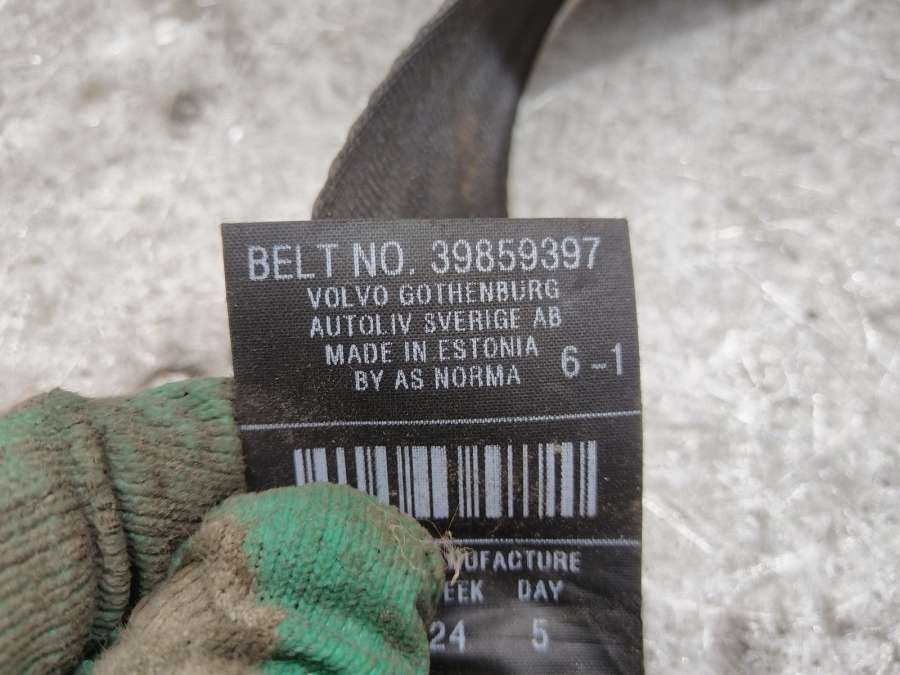 BELT NO. 39859397
VOLVO GOTHENBURG
AUTOLIV SVERIGE AB
MADE IN ESTONIA
BY AS NORMA 6-1
UFACTURE
EEK DAY
24 5